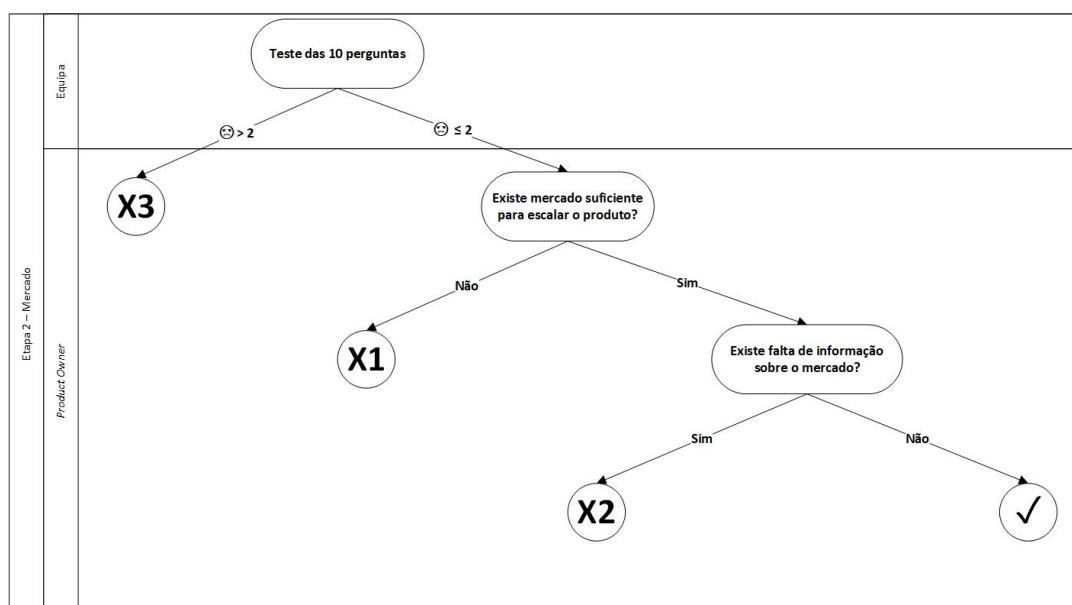 Etapa 2 – Mercado
Equipa
Teste das 10 perguntas
☹ > 2
☹ ≤ 2
Product Owner
X3
Existe mercado suficiente
para escalar o produto?
Não
Sim
X1
Existe falta de informação
sobre o mercado?
Sim
Não
X2
✓